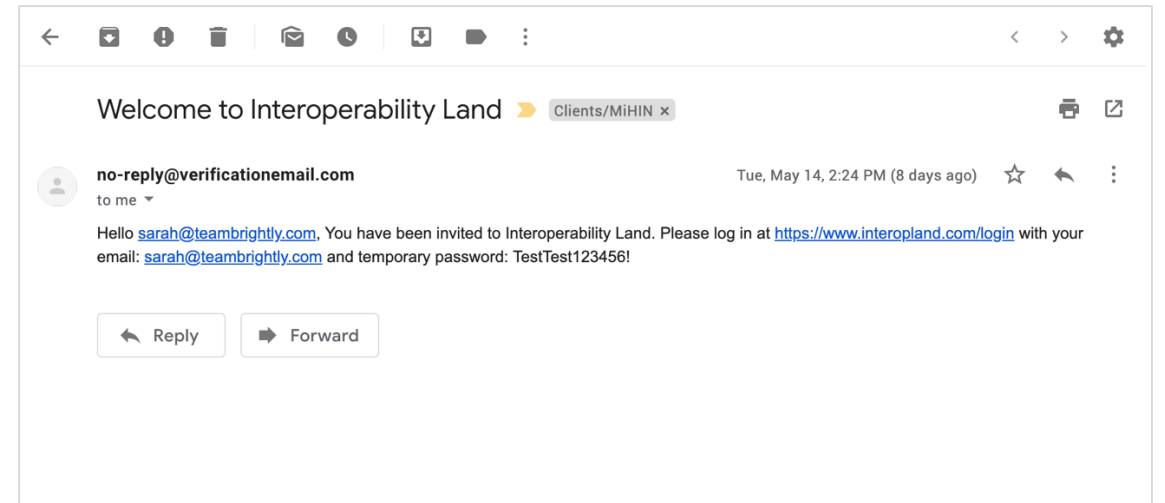 Welcome to Interoperability Land Clients/MiHIN ×
no-reply@verificationemail.com Tue, May 14, 2:24 PM (8 days ago)
to me
Hello sarah@teambrightly.com, You have been invited to Interoperability Land. Please log in at https://www.interopland.com/login with your
email: sarah@teambrightly.com and temporary password: TestTest123456!
Reply Forward